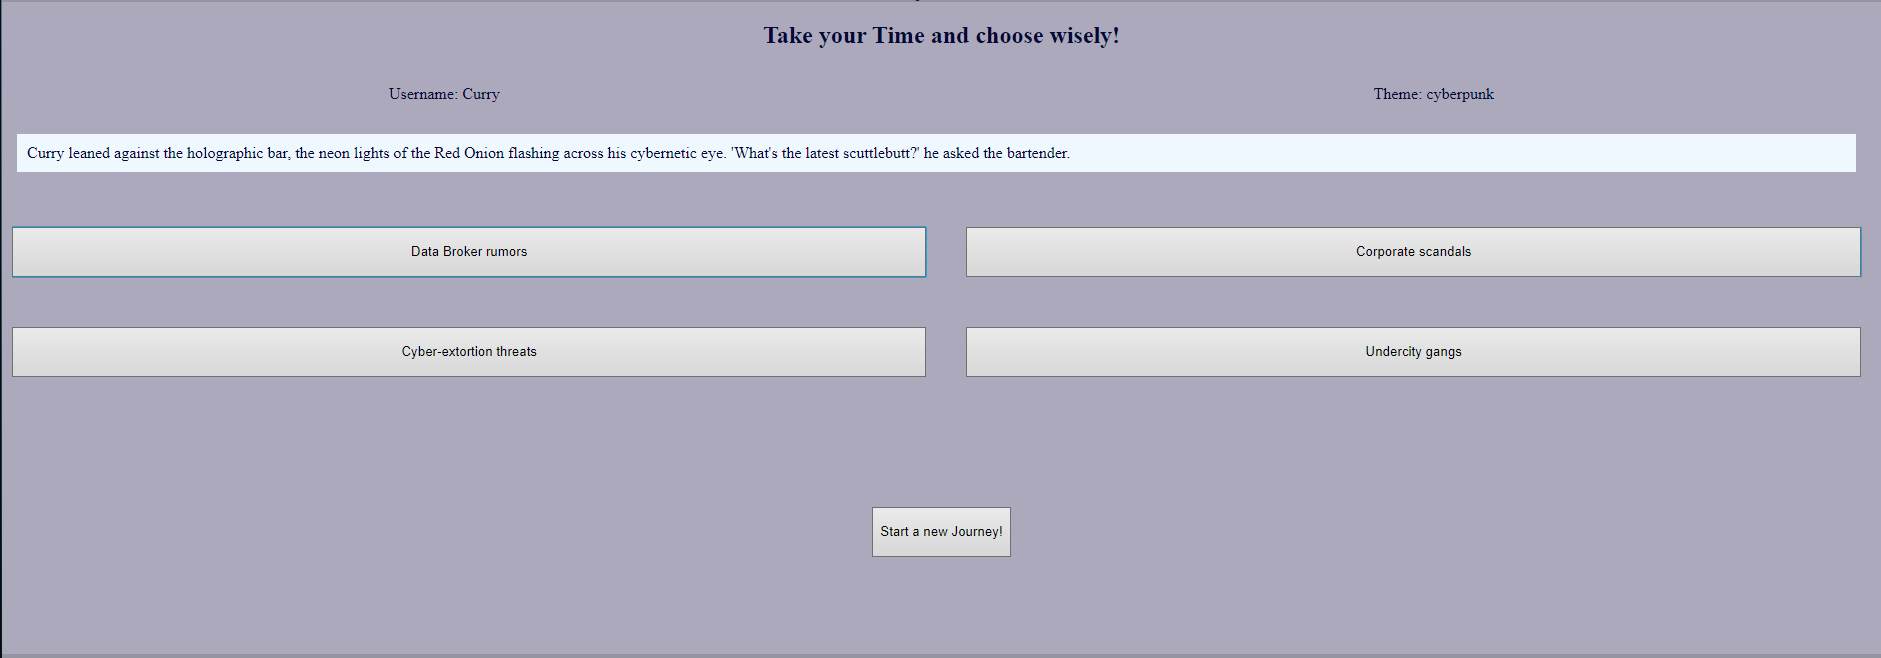 Take your Time and choose wisely!
Username: Curry
Theme: cyberpunk
Curry leaned against the holographic bar, the neon lights of the Red Onion flashing across his cybernetic eye. 'What's the latest scuttlebutt?' he asked the bartender.
Data Broker rumors
Corporate scandals
Cyber-extortion threats
Undercity gangs
Start a new Journey!